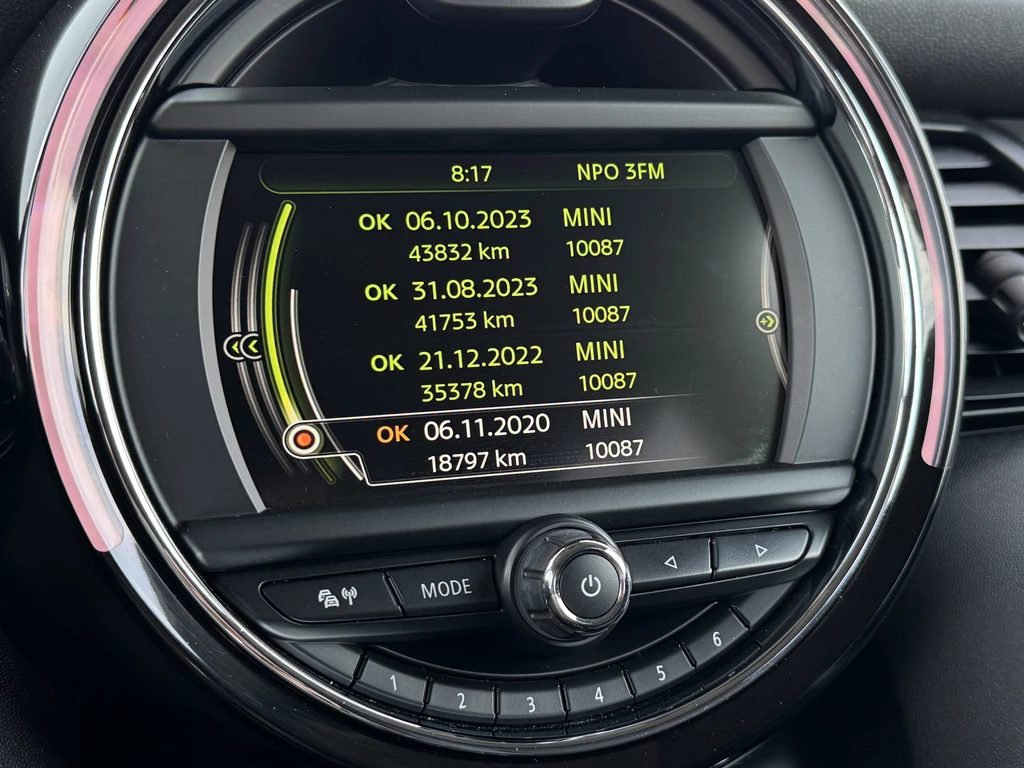 8:17 NPO 3FM
OK 06.10.2023 MINI
43832 km 10087
OK 31.08.2023 MINI
41753 km 10087
OK 21.12.2022 MINI
35378 km 10087
OK 06.11.2020 MINI
18797 km 10087
MODE
1 2 3 4 5 6